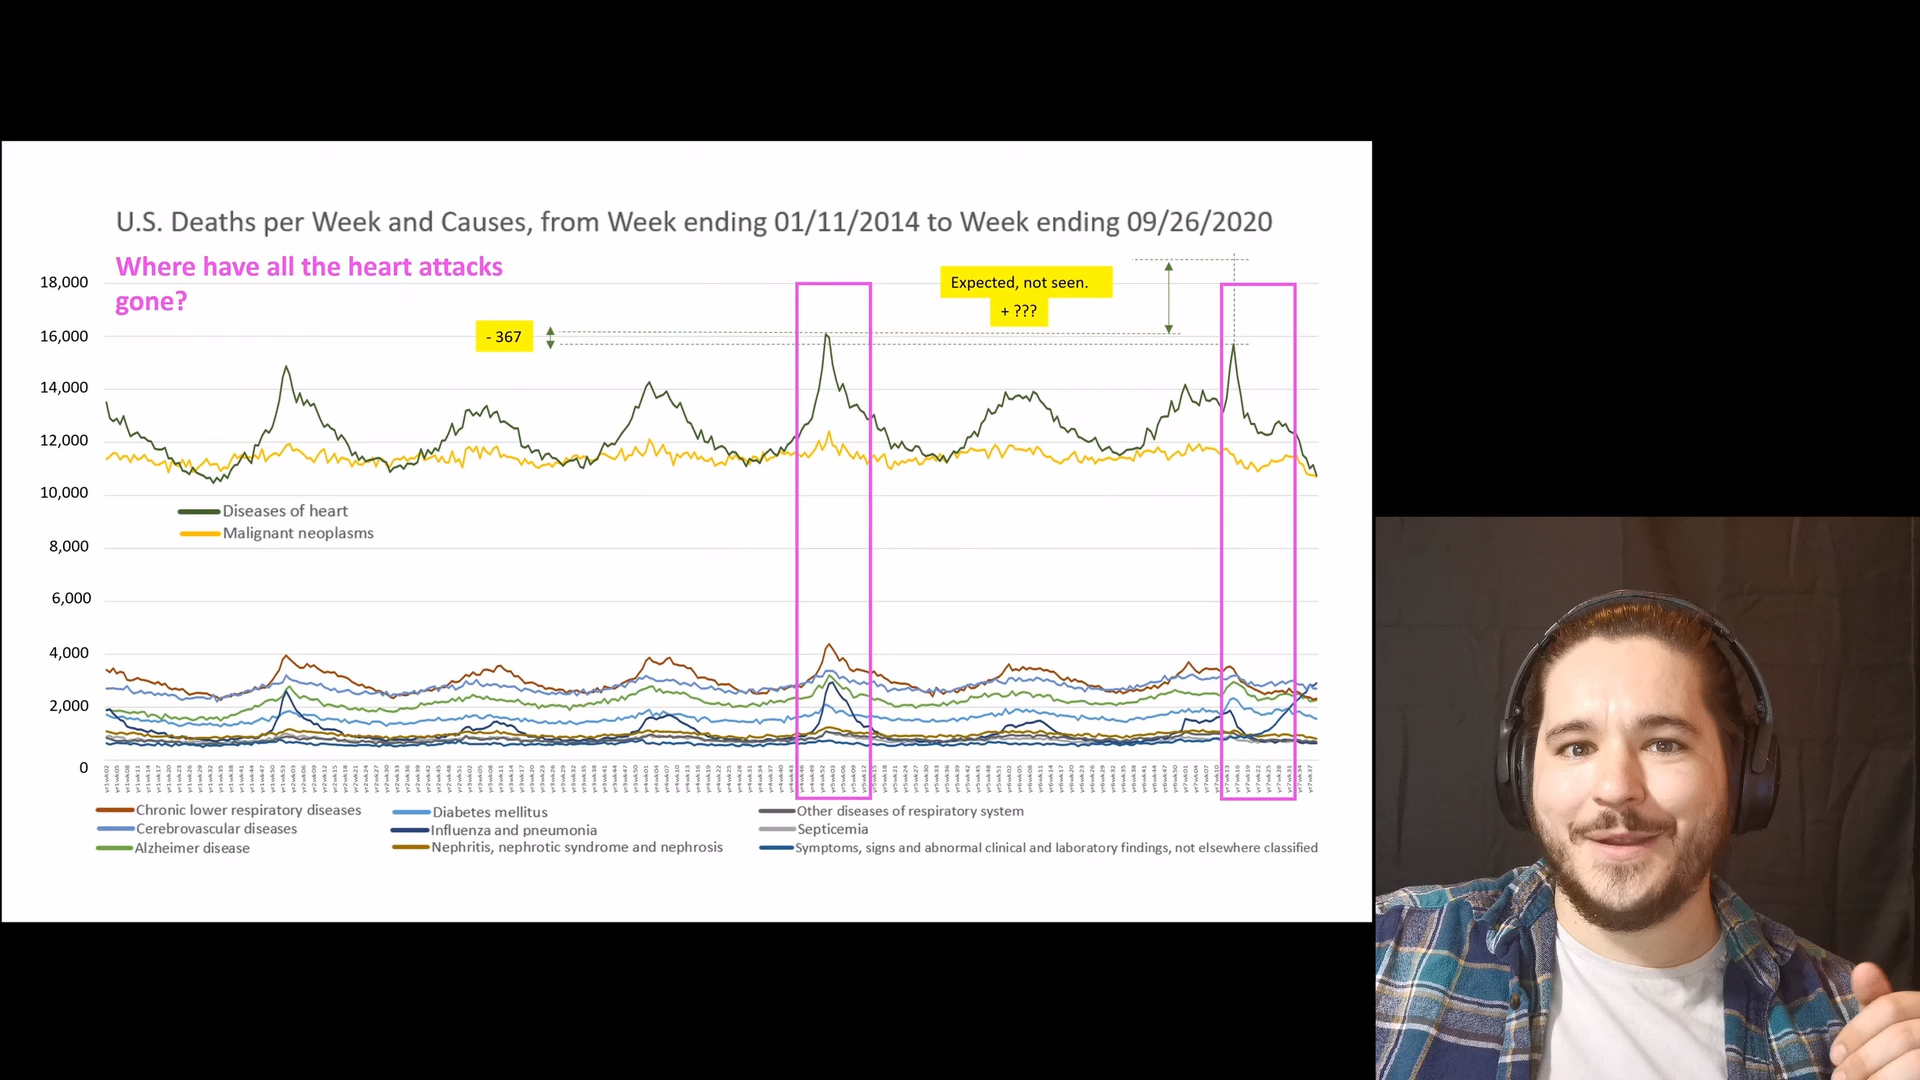 U.S. Deaths per Week and Causes, from Week ending 01/11/2014 to Week ending 09/26/2020
Where have all the heart attacks
gone?
Expected, not seen.
+ ???
- 367
18,000
16,000
14,000
12,000
10,000
8,000
6,000
4,000
2,000
0
Diseases of heart
Malignant neoplasms
Chronic lower respiratory diseases
Cerebrovascular diseases
Alzheimer disease
Diabetes mellitus
Influenza and pneumonia
Nephritis, nephrotic syndrome and nephrosis
Other diseases of respiratory system
Septicemia
Symptoms, signs and abnormal clinical and laboratory findings, not elsewhere classified